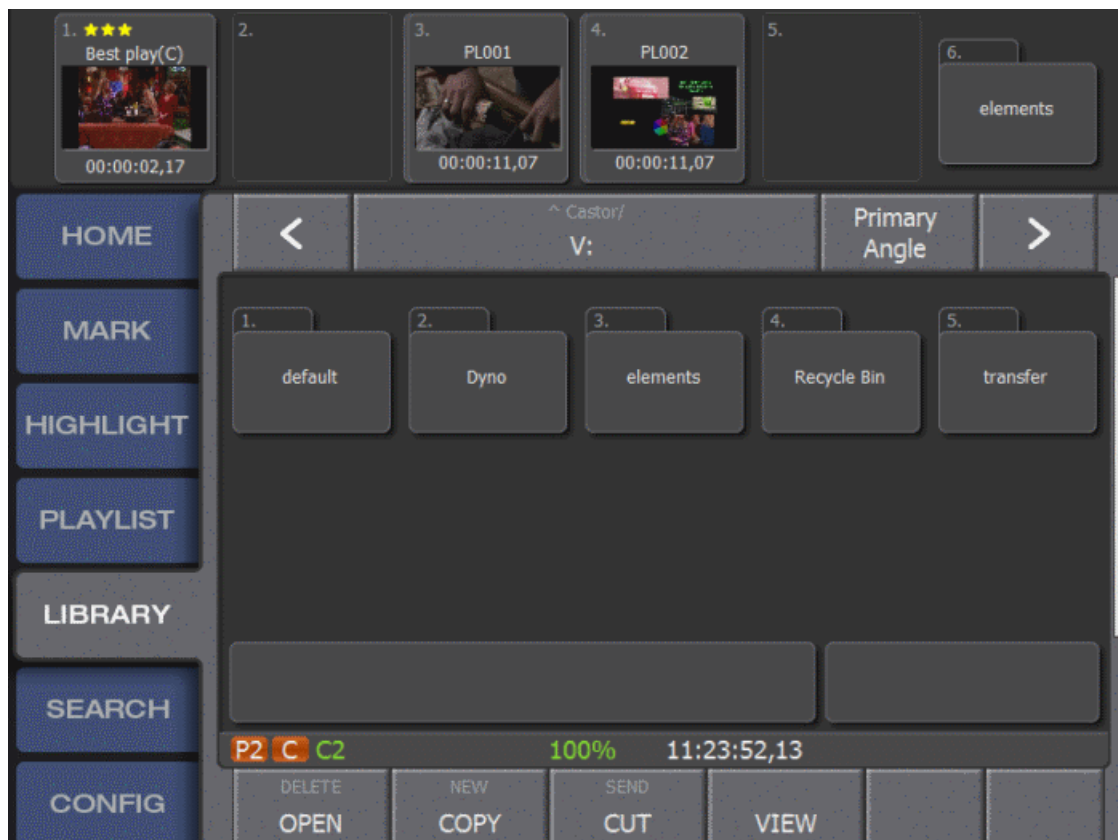 1. ★★★
Best play(C)
00:00:02,17
2.
3.
PL001
00:00:11,07
4.
PL002
00:00:11,07
5.
6.
elements
HOME
MARK
HIGHLIGHT
PLAYLIST
LIBRARY
SEARCH
CONFIG
<
^ Castor/
V:
Primary
Angle
>
1.
default
2.
Dyno
3.
elements
4.
Recycle Bin
5.
transfer
P2 C C2 100% 11:23:52,13
DELETE
OPEN
NEW
COPY
SEND
CUT
VIEW